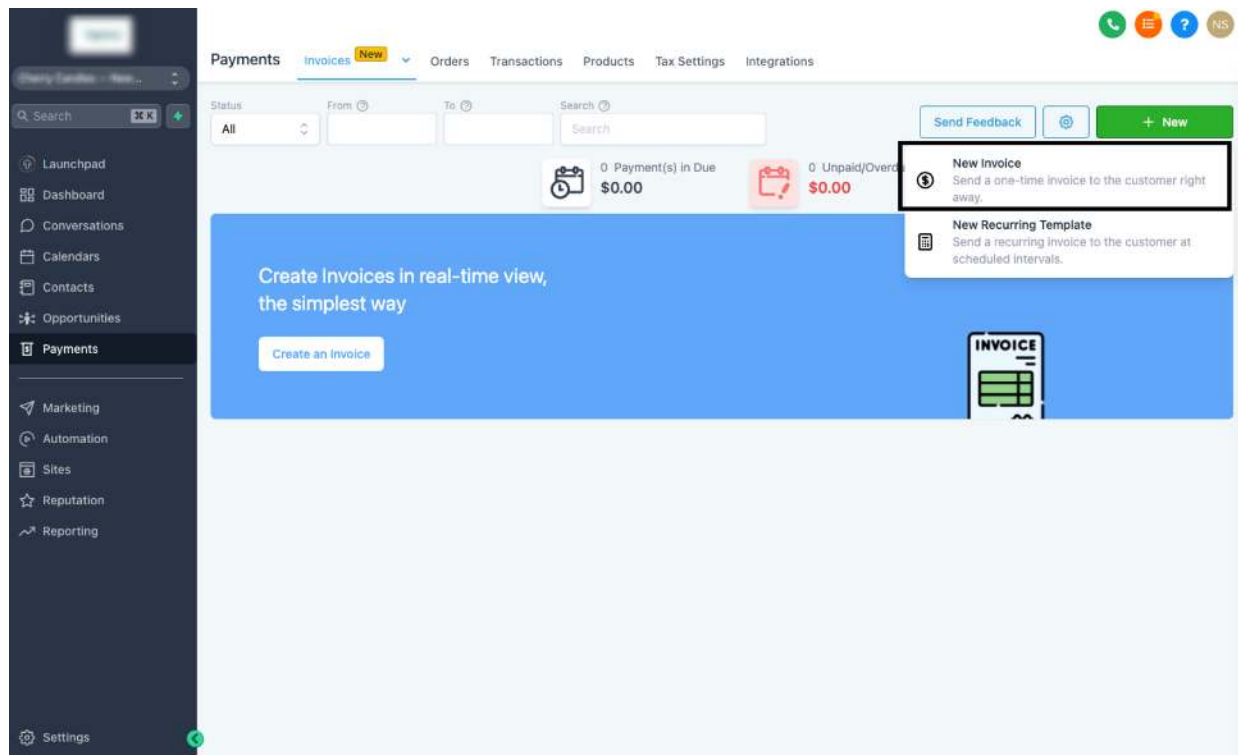 NS
Payments
Invoices New
Orders
Transactions
Products
Tax Settings
Integrations
Search ⌘K
Launchpad
Dashboard
Conversations
Calendars
Contacts
Opportunities
Payments
Marketing
Automation
Sites
Reputation
Reporting
Settings
Status
From
To
Search
All
Search
Send Feedback
+ New
0 Payment(s) in Due
$0.00
0 Unpaid/Overd
$0.00
New Invoice
Send a one-time invoice to the customer right
away.
New Recurring Template
Send a recurring invoice to the customer at
scheduled intervals.
Create Invoices in real-time view,
the simplest way
Create an Invoice
INVOICE